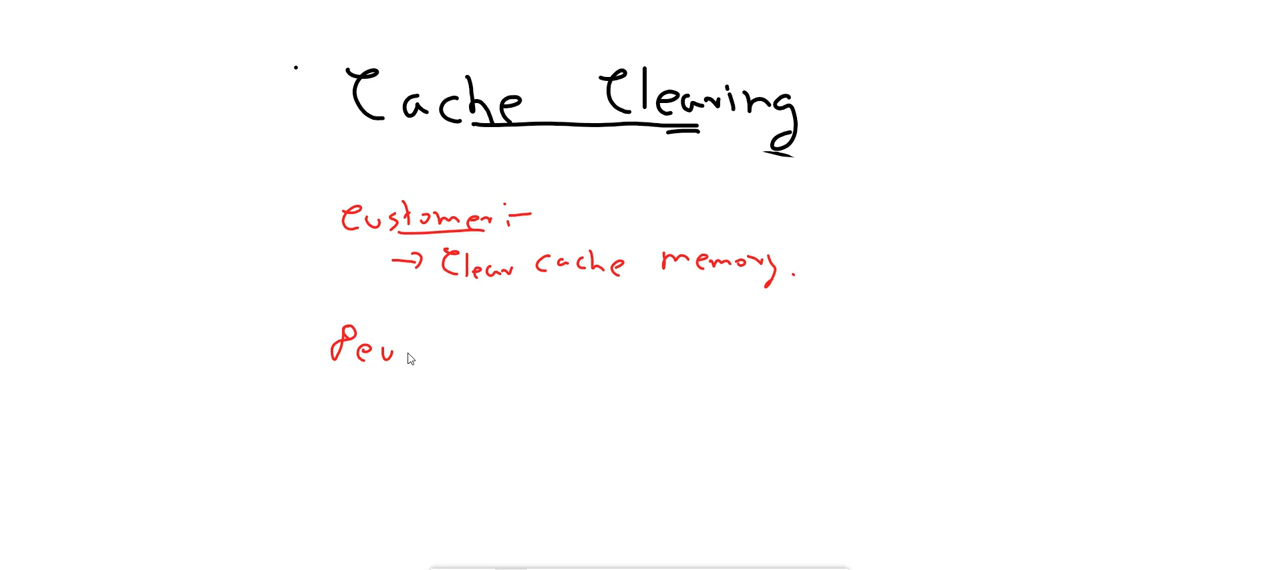 Cache Clearing
Customer :-
→ Clear cache memory.